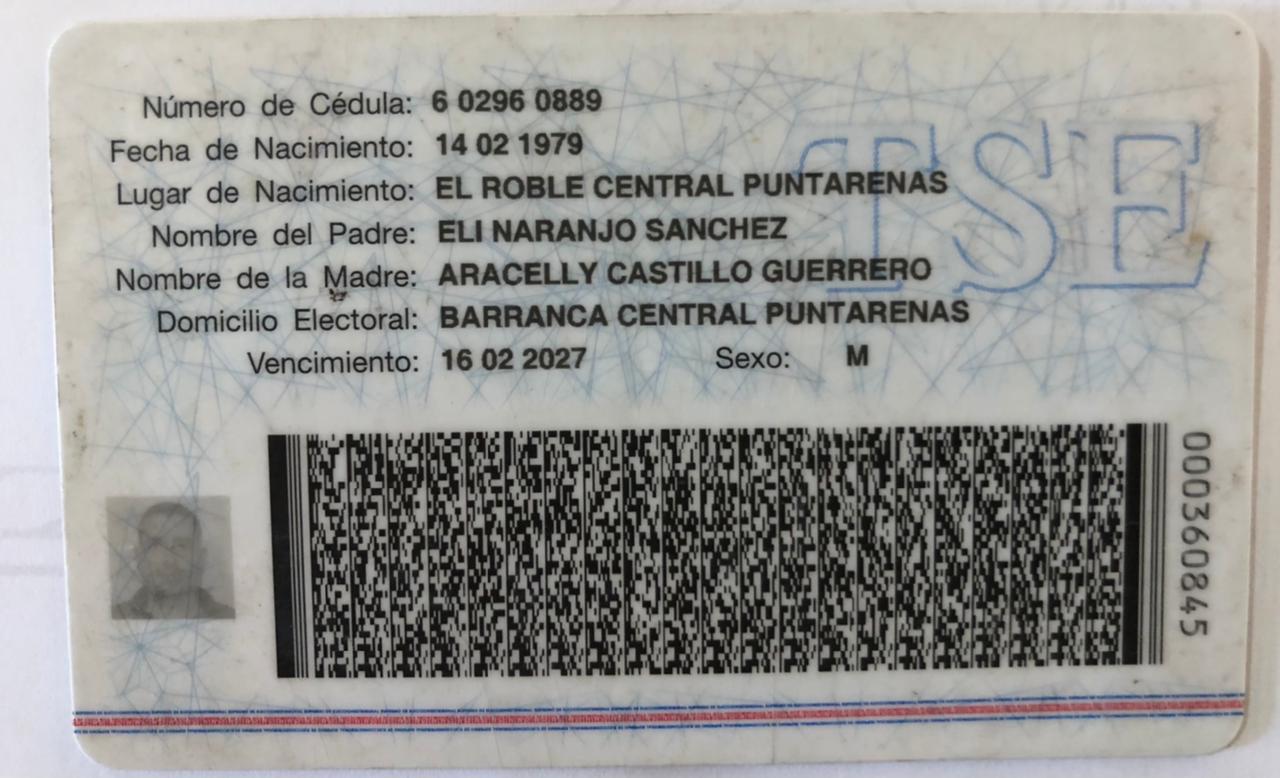 Número de Cédula: 6 0296 0889
Fecha de Nacimiento: 14 02 1979
Lugar de Nacimiento: EL ROBLE CENTRAL PUNTARENAS
Nombre del Padre: ELI NARANJO SANCHEZ
Nombre de la Madre: ARACELLY CASTILLO GUERRERO
Domicilio Electoral: BARRANCA CENTRAL PUNTARENAS
Vencimiento: 16 02 2027 Sexo: M
TSE
000360845